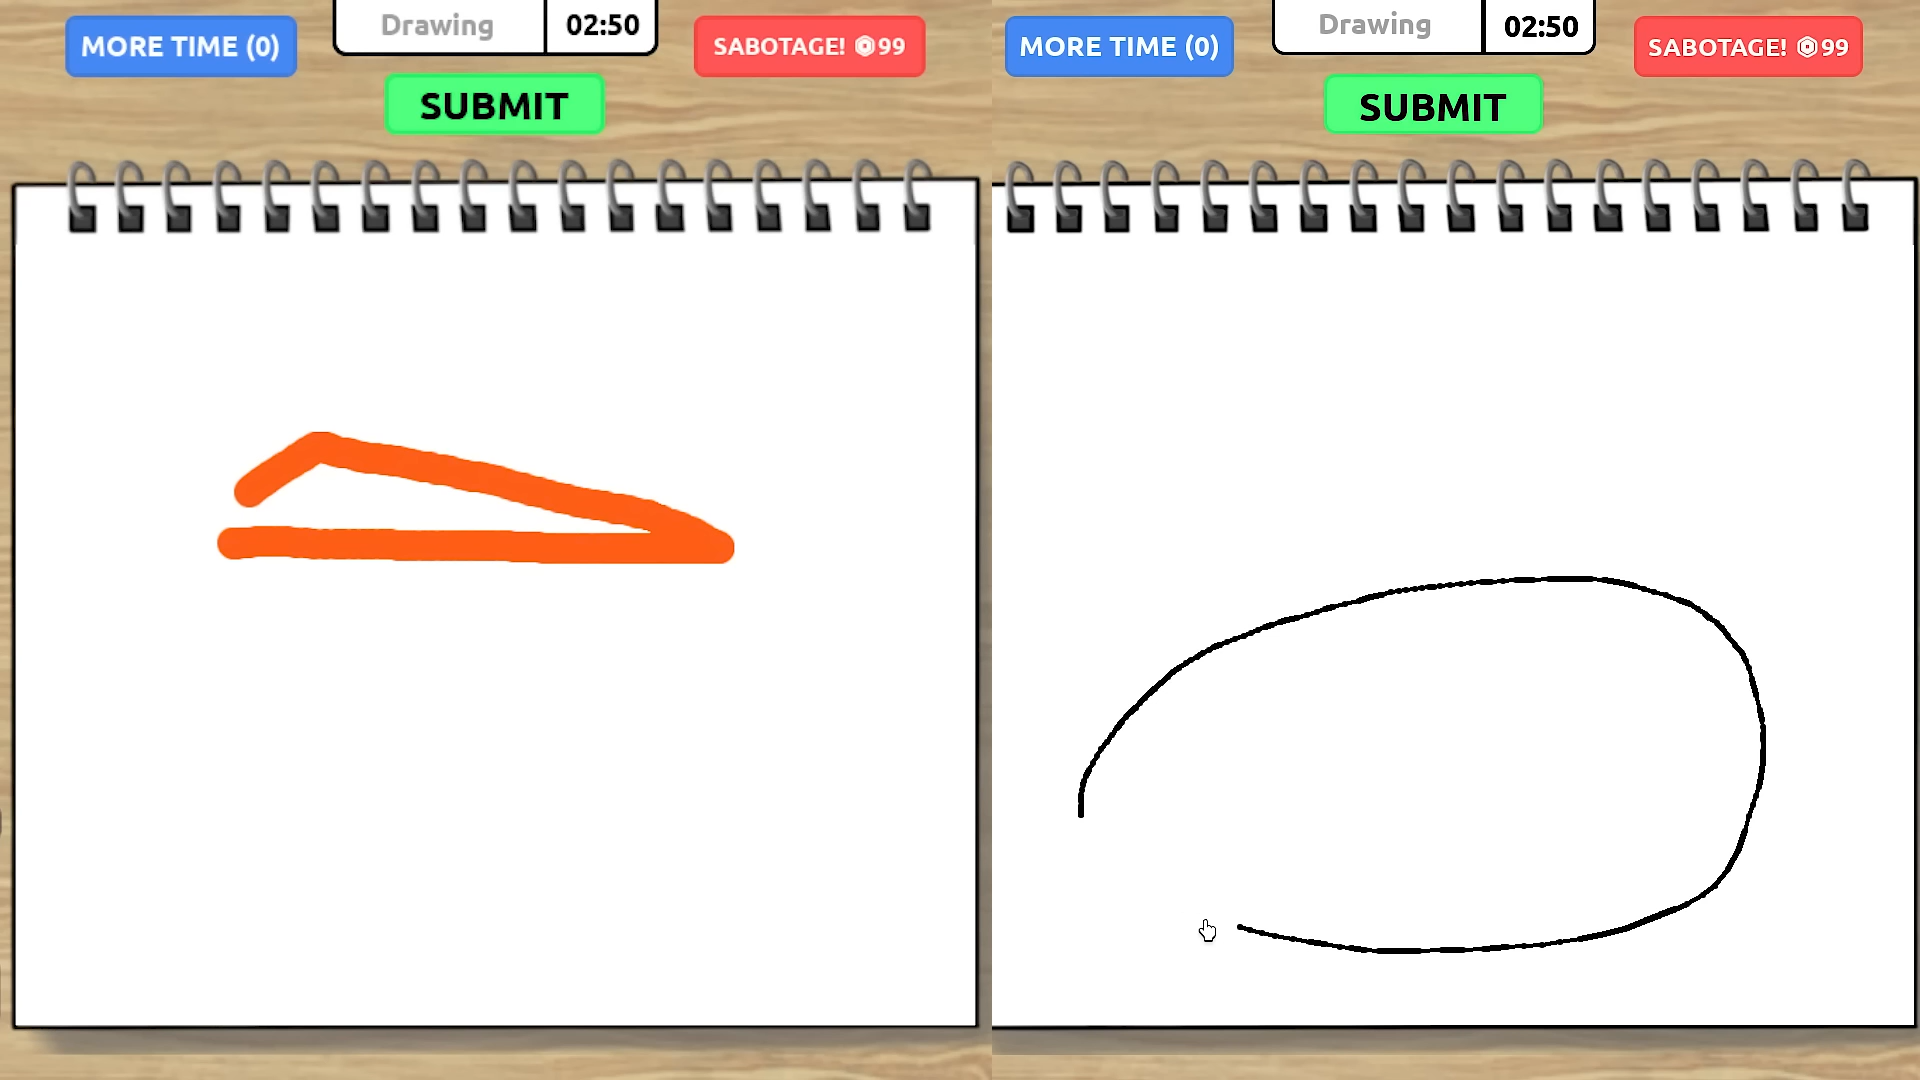 MORE TIME (0)
Drawing
02:50
SABOTAGE! 99
SUBMIT
MORE TIME (0)
Drawing
02:50
SABOTAGE! 99
SUBMIT